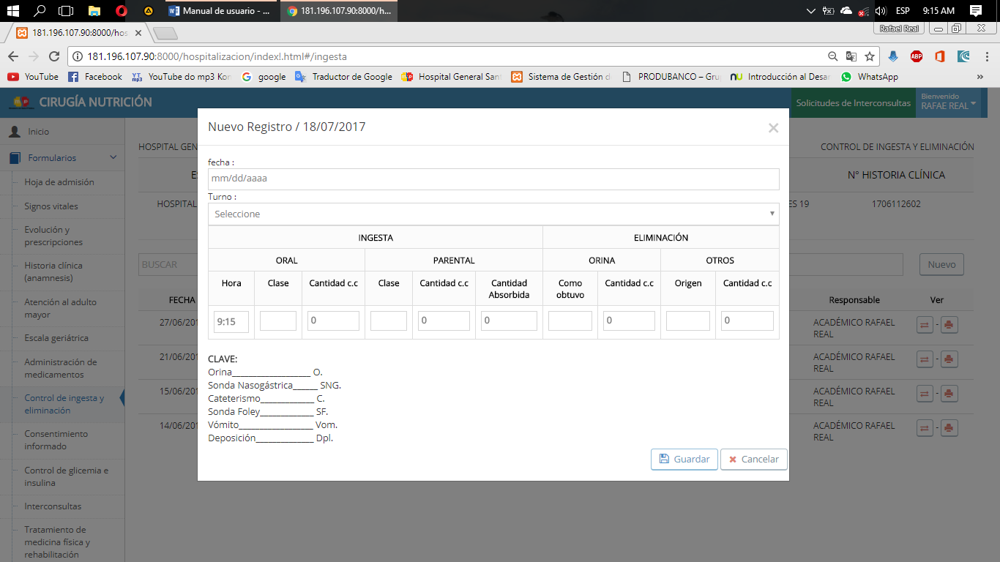 Manual de usuario - ...
181.196.107.90:8000/h...
ESP
9:15 AM
181.196.107.90:8000/hos
Rafael Real
181.196.107.90:8000/hospitalizacion/index!.html#/ingesta
YouTube
Facebook
YouTube do mp3 Kon
google
Traductor de Google
Hospital General San
Sistema de Gestión d
PRODUBANCO – Gru
Introducción al Desar
WhatsApp
»
CIRUGÍA NUTRICIÓN
Solicitudes de Interconsultas
Bienvenido
RAFAE REAL
Inicio
Formularios
Hoja de admisión
Signos vitales
Evolución y
prescripciones
Historia clínica
(anamnesis)
Atención al adulto
mayor
Escala geriátrica
Administración de
medicamentos
Control de ingesta y
eliminación
Consentimiento
informado
Control de glicemia e
insulina
Interconsultas
Tratamiento de
medicina física y
rehabilitación
HOSPITAL GEN
CONTROL DE INGESTA Y ELIMINACIÓN
E
N° HISTORIA CLÍNICA
HOSPITAL
ES 19
1706112602
BUSCAR
Nuevo
FECHA
Responsable
Ver
27/06/201
ACADÉMICO RAFAEL
REAL
-
21/06/201
ACADÉMICO RAFAEL
REAL
-
15/06/201
ACADÉMICO RAFAEL
REAL
-
14/06/201
ACADÉMICO RAFAEL
REAL
-
Nuevo Registro / 18/07/2017
×
fecha :
mm/dd/aaaa
Turno :
Seleccione
INGESTA
ELIMINACIÓN
ORAL
PARENTAL
ORINA
OTROS
Hora
Clase
Cantidad c.c
Clase
Cantidad c.c
Cantidad
Absorbida
Como
obtuvo
Cantidad c.c
Origen
Cantidad c.c
9:15
0
0
0
0
0
CLAVE:
Orina___________________ O.
Sonda Nasogástrica______ SNG.
Cateterismo_____________ C.
Sonda Foley_____________ SF.
Vómito__________________ Vom.
Deposición______________ Dpl.
Guardar
Cancelar